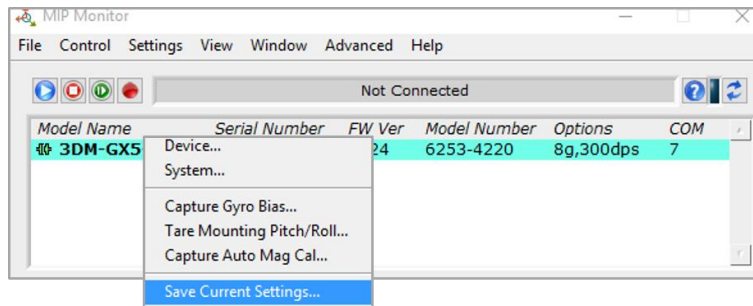 MIP Monitor
File Control Settings View Window Advanced Help
Not Connected
Model Name Serial Number FW Ver Model Number Options COM
3DM-GX5 24 6253-4220 8g,300dps 7
Device...
System...
Capture Gyro Bias...
Tare Mounting Pitch/Roll...
Capture Auto Mag Cal...
Save Current Settings...